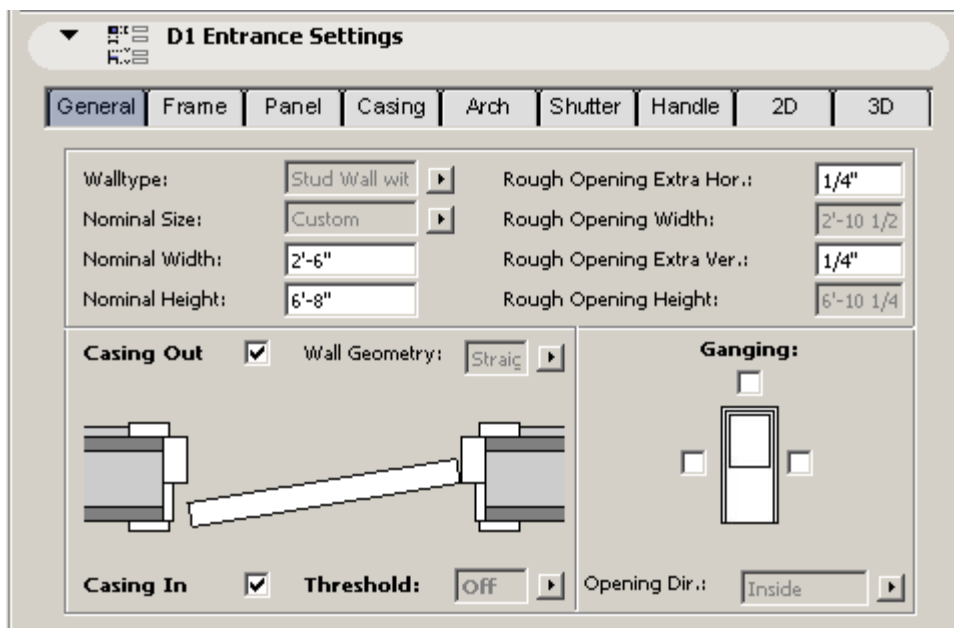 D1 Entrance Settings
General Frame Panel Casing Arch Shutter Handle 2D 3D
Walltype: Stud Wall wit Rough Opening Extra Hor.: 1/4"
Nominal Size: Custom Rough Opening Width: 2'-10 1/2
Nominal Width: 2'-6" Rough Opening Extra Ver.: 1/4"
Nominal Height: 6'-8" Rough Opening Height: 6'-10 1/4
Casing Out Wall Geometry: Straig Ganging:
Casing In Threshold: Off Opening Dir.: Inside